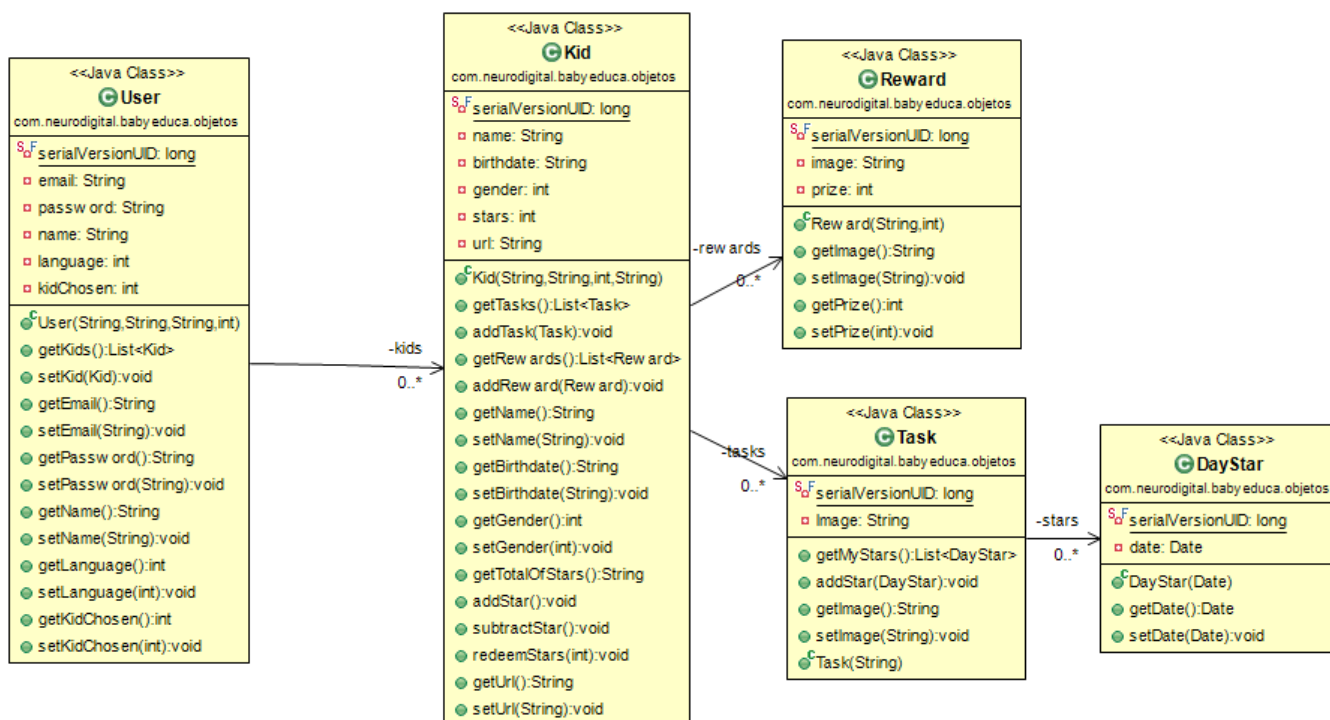 <<Java Class>>
User
com.neurodigital.babyeduca.objetos
serialVersionUID: long
email: String
password: String
name: String
language: int
kidChosen: int
User(String,String,String,int)
getKids():List<Kid>
setKid(Kid):void
getEmail():String
setEmail(String):void
getPassword():String
setPassword(String):void
getName():String
setName(String):void
getLanguage():int
setLanguage(int):void
getKidChosen():int
setKidChosen(int):void
-kids
0..*
<<Java Class>>
Kid
com.neurodigital.babyeduca.objetos
serialVersionUID: long
name: String
birthdate: String
gender: int
stars: int
url: String
Kid(String,String,int,String)
getTasks():List<Task>
addTask(Task):void
getRewards():List<Reward>
addReward(Reward):void
getName():String
setName(String):void
getBirthdate():String
setBirthdate(String):void
getGender():int
setGender(int):void
getTotalOfStars():String
addStar():void
subtractStar():void
redeemStars(int):void
getUrl():String
setUrl(String):void
-rewards
0..*
<<Java Class>>
Reward
com.neurodigital.babyeduca.objetos
serialVersionUID: long
image: String
prize: int
Reward(String,int)
getImage():String
setImage(String):void
getPrize():int
setPrize(int):void
-tasks
0..*
<<Java Class>>
Task
com.neurodigital.babyeduca.objetos
serialVersionUID: long
Image: String
getMyStars():List<DayStar>
addStar(DayStar):void
getImage():String
setImage(String):void
Task(String)
-stars
0..*
<<Java Class>>
DayStar
com.neurodigital.babyeduca.objetos
serialVersionUID: long
date: Date
DayStar(Date)
getDate():Date
setDate(Date):void